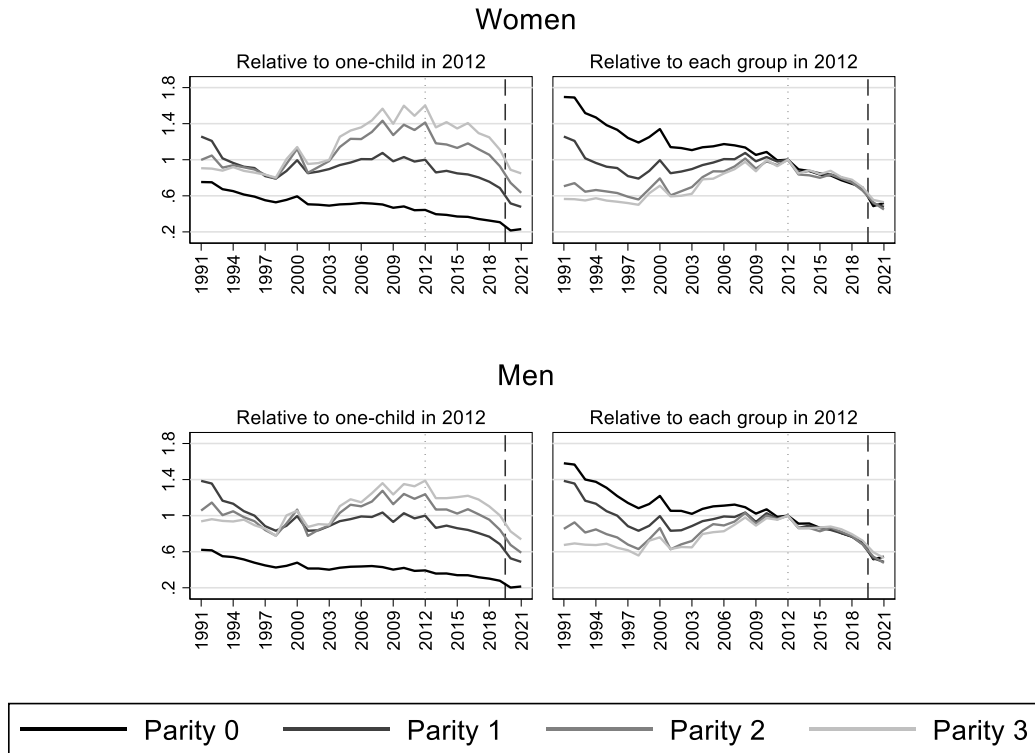 Women
Relative to one-child in 2012
Relative to each group in 2012
1.8
1.4
1
.6
.2
1991 1994 1997 2000 2003 2006 2009 2012 2015 2018 2021
1991 1994 1997 2000 2003 2006 2009 2012 2015 2018 2021
Men
Relative to one-child in 2012
Relative to each group in 2012
1.8
1.4
1
.6
.2
1991 1994 1997 2000 2003 2006 2009 2012 2015 2018 2021
1991 1994 1997 2000 2003 2006 2009 2012 2015 2018 2021
Parity 0 Parity 1 Parity 2 Parity 3